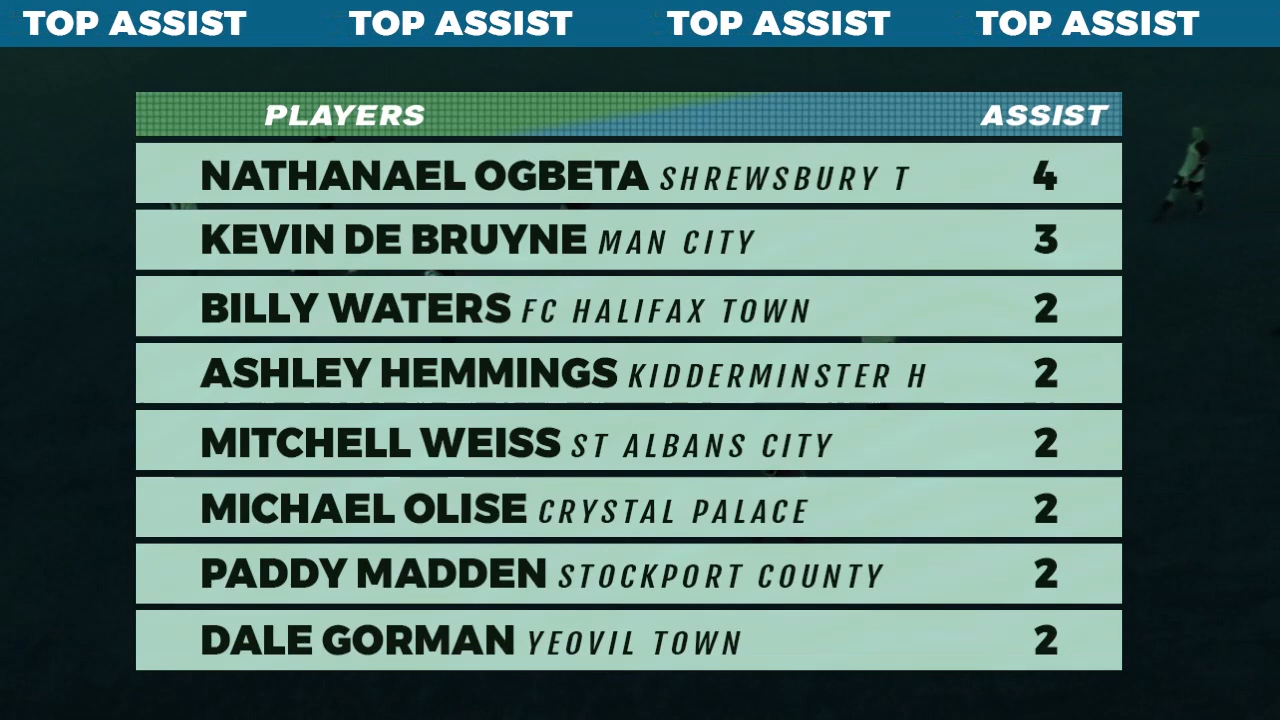 TOP ASSIST TOP ASSIST TOP ASSIST TOP ASSIST
PLAYERS ASSIST
NATHANAEL OGBETA SHREWSBURY T 4
KEVIN DE BRUYNE MAN CITY 3
BILLY WATERS FC HALIFAX TOWN 2
ASHLEY HEMMINGS KIDDERMINSTER H 2
MITCHELL WEISS ST ALBANS CITY 2
MICHAEL OLISE CRYSTAL PALACE 2
PADDY MADDEN STOCKPORT COUNTY 2
DALE GORMAN YEOVIL TOWN 2